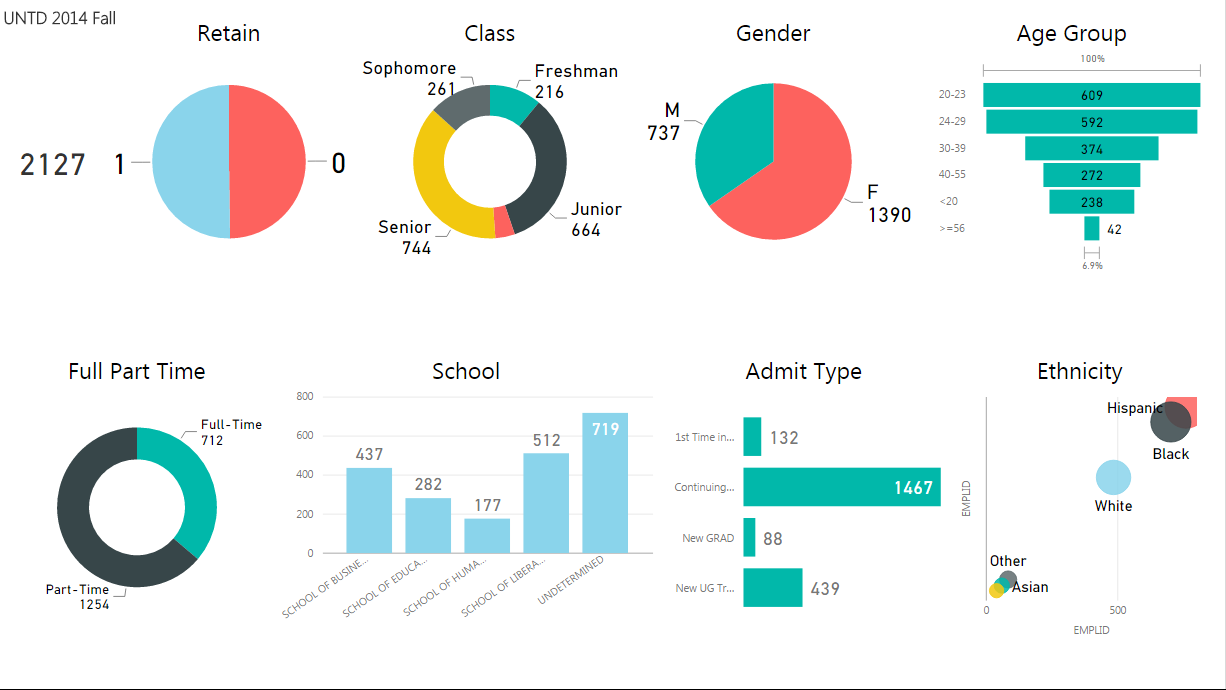 UNTD 2014 Fall
Retain
2127
1
0
Class
Sophomore
261
Freshman
216
Junior
664
Senior
744
Gender
M
737
F
1390
Age Group
100%
20-23
609
24-29
592
30-39
374
40-55
272
<20
238
>=56
42
6.9%
Full Part Time
Full-Time
712
Part-Time
1254
School
800
600
400
200
0
437
282
177
512
719
SCHOOL OF BUSINE...
SCHOOL OF EDUCA...
SCHOOL OF HUMA...
SCHOOL OF LIBERA...
UNDETERMINED
Admit Type
1st Time in...
132
Continuing...
1467
New GRAD
88
New UG Tr...
439
Ethnicity
Hispanic
Black
White
Other
Asian
EMPLID
0
500
EMPLID